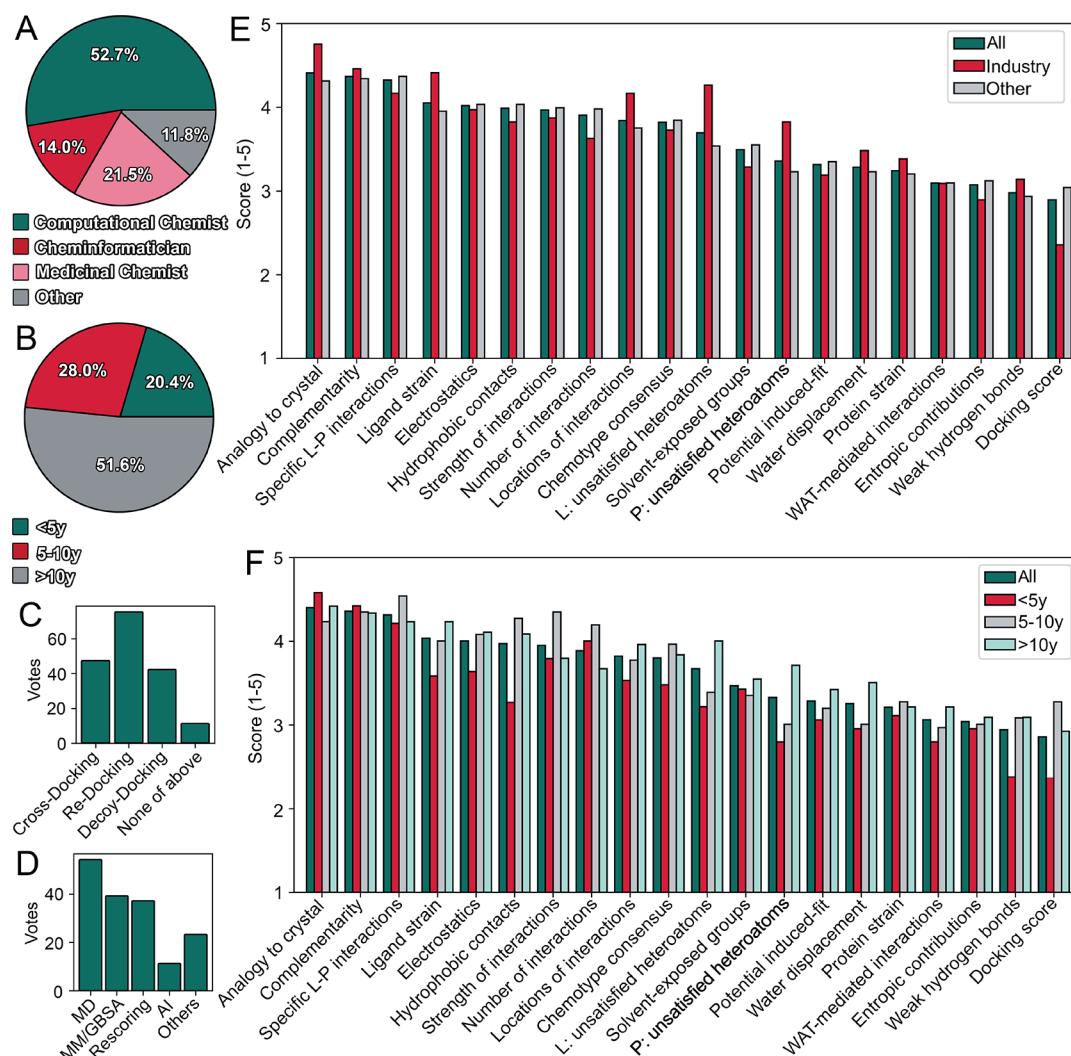 A
52.7%
14.0%
21.5%
11.8%
Computational Chemist
Cheminformatician
Medicinal Chemist
Other
B
28.0%
20.4%
51.6%
<5y
5-10y
>10y
C
Votes
60
40
20
0
Cross-Docking
Re-Docking
Decoy-Docking
None of above
D
Votes
40
20
0
MD
MM/GBSA
Rescoring
AI
Others
E
Score (1-5)
5
4
3
2
1
All
Industry
Other
Analogy to crystal
Complementarity
Specific L-P interactions
Ligand strain
Electrostatics
Hydrophobic contacts
Strength of interactions
Number of interactions
Locations of interactions
Chemotype consensus
L: unsatisfied heteroatoms
Solvent-exposed groups
P: unsatisfied heteroatoms
Potential induced-fit
Water displacement
Protein strain
WAT-mediated interactions
Entropic contributions
Weak hydrogen bonds
Docking score
F
Score (1-5)
5
4
3
2
1
All
<5y
5-10y
>10y
Analogy to crystal
Complementarity
Specific L-P interactions
Ligand strain
Electrostatics
Hydrophobic contacts
Strength of interactions
Number of interactions
Locations of interactions
Chemotype consensus
L: unsatisfied heteroatoms
Solvent-exposed groups
P: unsatisfied heteroatoms
Potential induced-fit
Water displacement
Protein strain
WAT-mediated interactions
Entropic contributions
Weak hydrogen bonds
Docking score